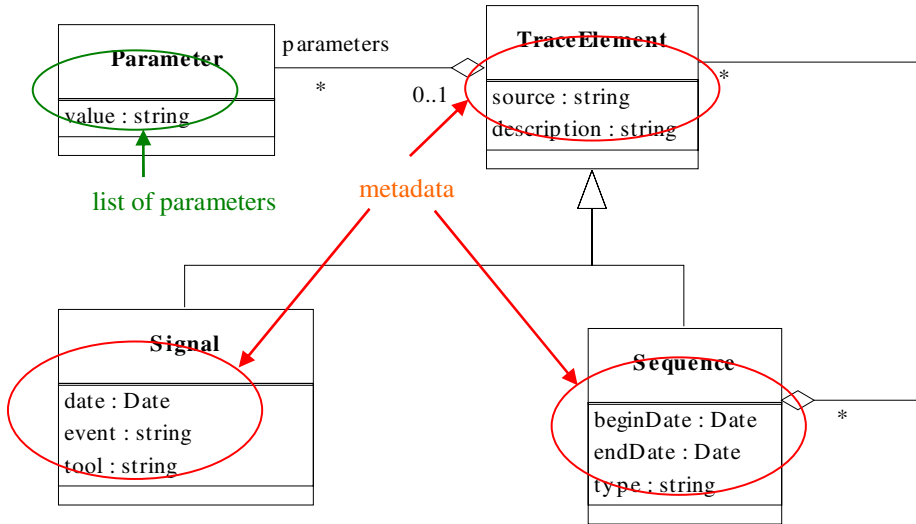 Parameter
value : string
parameters
*
0..1
TraceElement
source : string
description : string
*
list of parameters
metadata
Signal
date : Date
event : string
tool : string
Sequence
beginDate : Date
endDate : Date
type : string
*